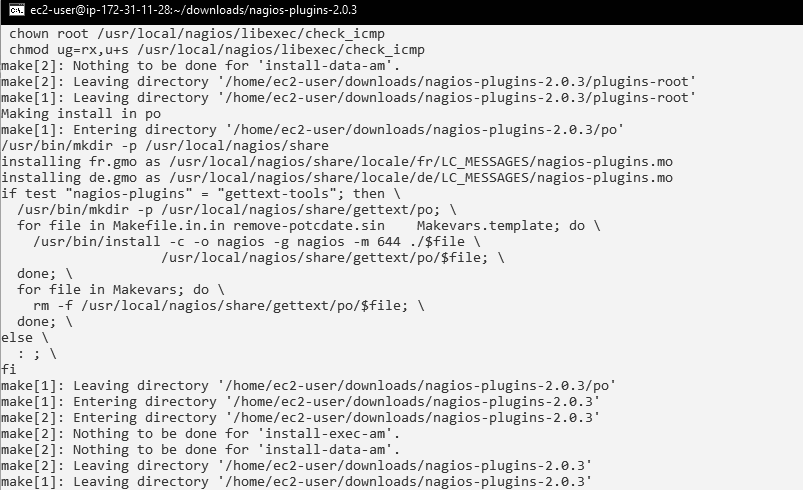 ec2-user@ip-172-31-11-28:~/downloads/nagios-plugins-2.0.3
chown root /usr/local/nagios/libexec/check_icmp
chmod ug=rx,u+s /usr/local/nagios/libexec/check_icmp
make[2]: Nothing to be done for 'install-data-am'.
make[2]: Leaving directory '/home/ec2-user/downloads/nagios-plugins-2.0.3/plugins-root'
make[1]: Leaving directory '/home/ec2-user/downloads/nagios-plugins-2.0.3/plugins-root'
Making install in po
make[1]: Entering directory '/home/ec2-user/downloads/nagios-plugins-2.0.3/po'
/usr/bin/mkdir -p /usr/local/nagios/share
installing fr.gmo as /usr/local/nagios/share/locale/fr/LC_MESSAGES/nagios-plugins.mo
installing de.gmo as /usr/local/nagios/share/locale/de/LC_MESSAGES/nagios-plugins.mo
if test "nagios-plugins" = "gettext-tools"; then \
  /usr/bin/mkdir -p /usr/local/nagios/share/gettext/po; \
  for file in Makefile.in.in remove-potcdate.sin    Makevars.template; do \
    /usr/bin/install -c -o nagios -g nagios -m 644 ./$file \
                    /usr/local/nagios/share/gettext/po/$file; \
  done; \
  for file in Makevars; do \
    rm -f /usr/local/nagios/share/gettext/po/$file; \
  done; \
else \
  : ; \
fi
make[1]: Leaving directory '/home/ec2-user/downloads/nagios-plugins-2.0.3/po'
make[1]: Entering directory '/home/ec2-user/downloads/nagios-plugins-2.0.3'
make[2]: Entering directory '/home/ec2-user/downloads/nagios-plugins-2.0.3'
make[2]: Nothing to be done for 'install-exec-am'.
make[2]: Nothing to be done for 'install-data-am'.
make[2]: Leaving directory '/home/ec2-user/downloads/nagios-plugins-2.0.3'
make[1]: Leaving directory '/home/ec2-user/downloads/nagios-plugins-2.0.3'